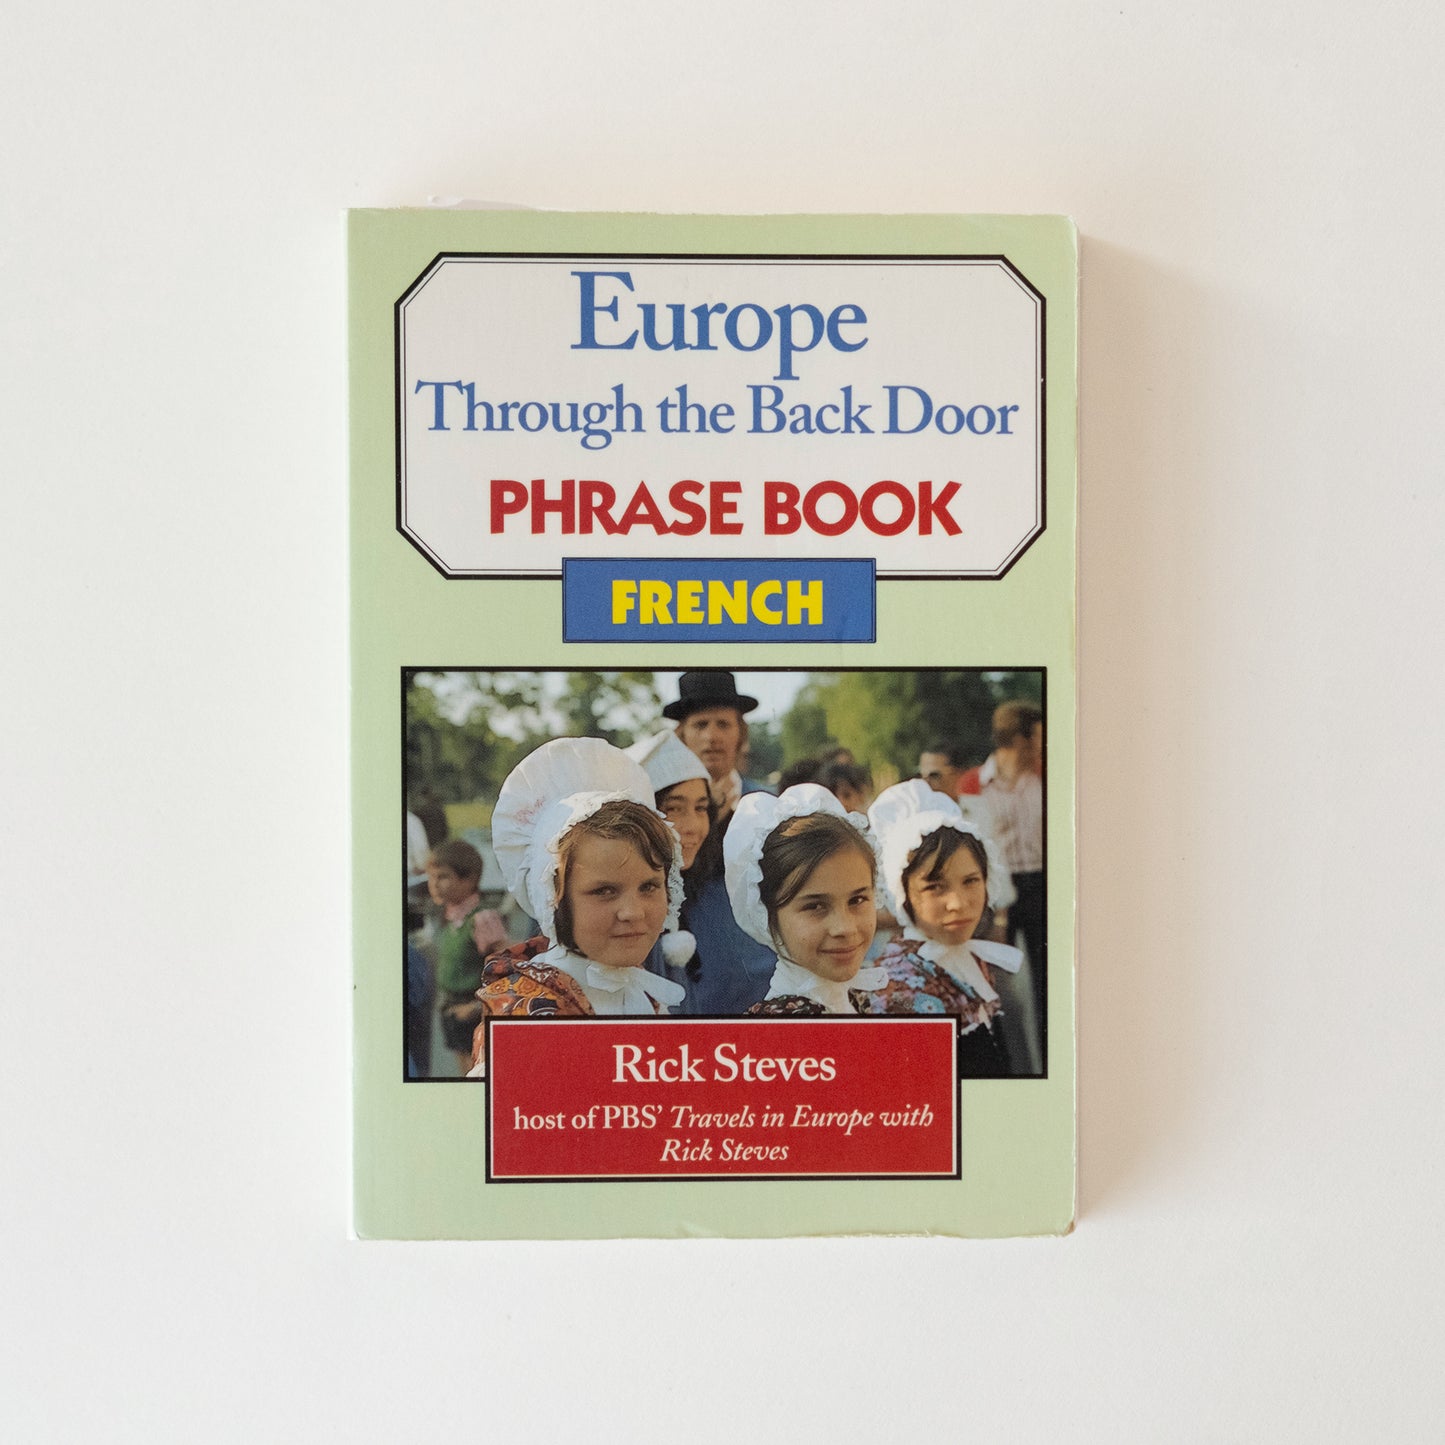 Europe
Through the Back Door
PHRASE BOOK
FRENCH
Rick Steves
host of PBS' Travels in Europe with
Rick Steves